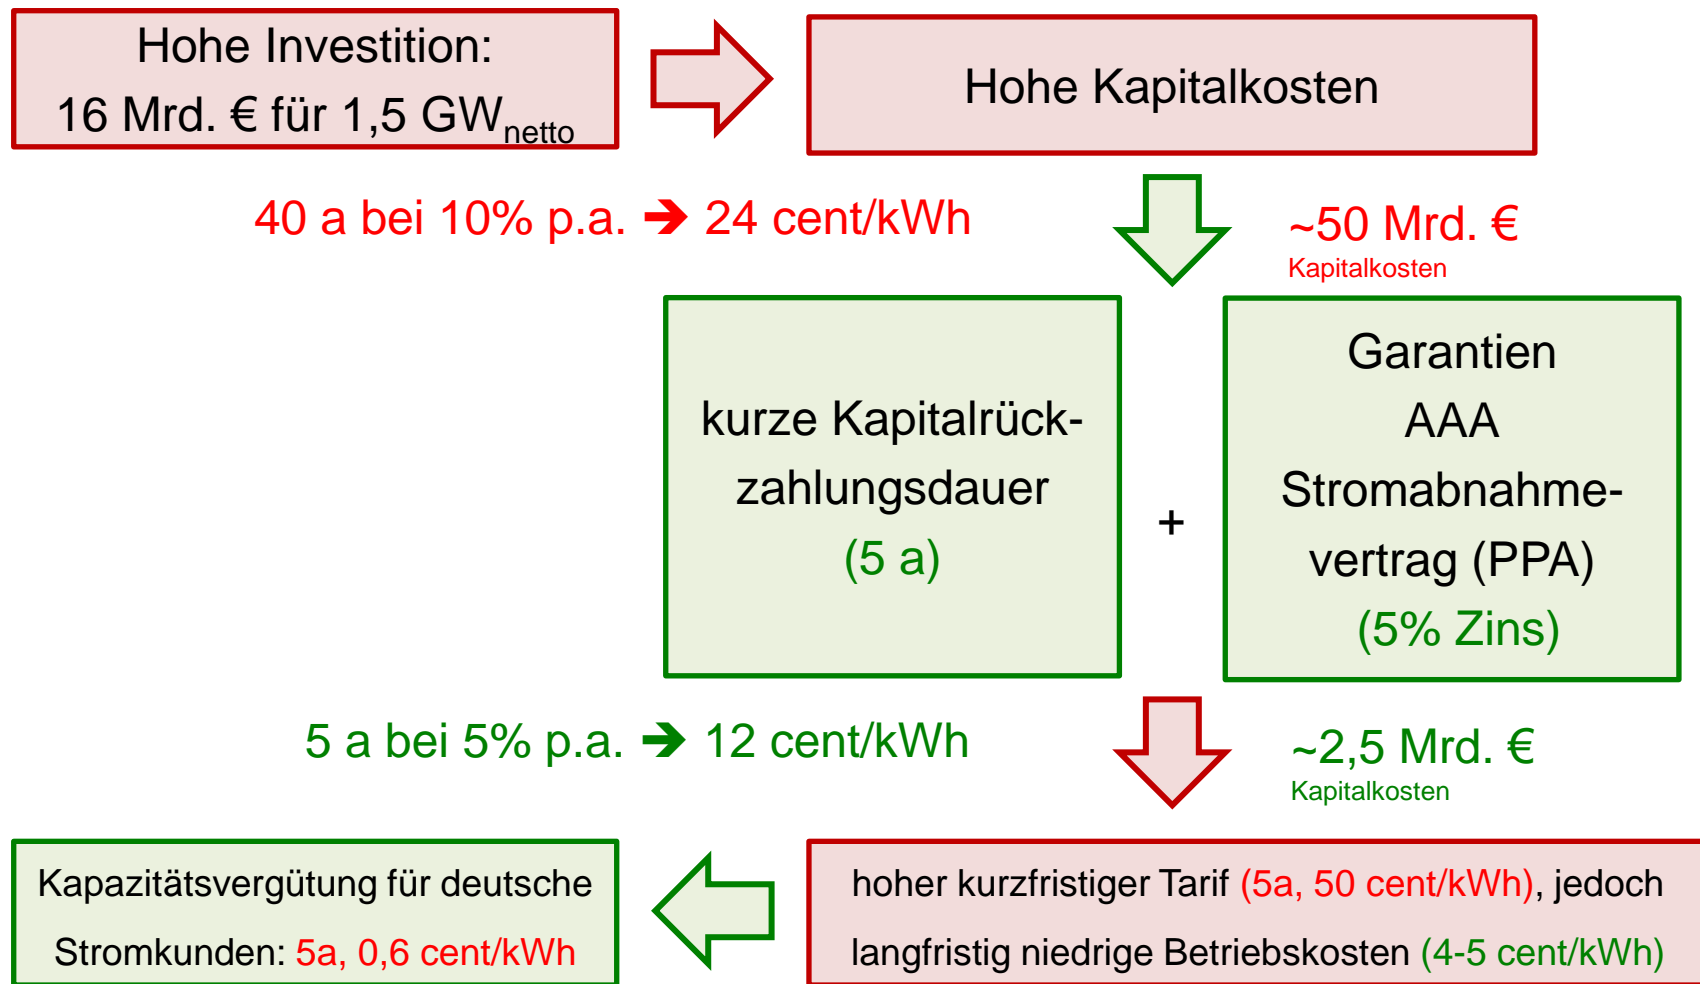 Hohe Investition:
16 Mrd. € für 1,5 GWnetto
Hohe Kapitalkosten
40 a bei 10% p.a. ➔ 24 cent/kWh
~50 Mrd. €
Kapitalkosten
kurze Kapitalrück-
zahlungsdauer
(5 a)
+
Garantien
AAA
Stromabnahme-
vertrag (PPA)
(5% Zins)
5 a bei 5% p.a. ➔ 12 cent/kWh
~2,5 Mrd. €
Kapitalkosten
Kapazitätsvergütung für deutsche
Stromkunden: 5a, 0,6 cent/kWh
hoher kurzfristiger Tarif (5a, 50 cent/kWh), jedoch
langfristig niedrige Betriebskosten (4-5 cent/kWh)